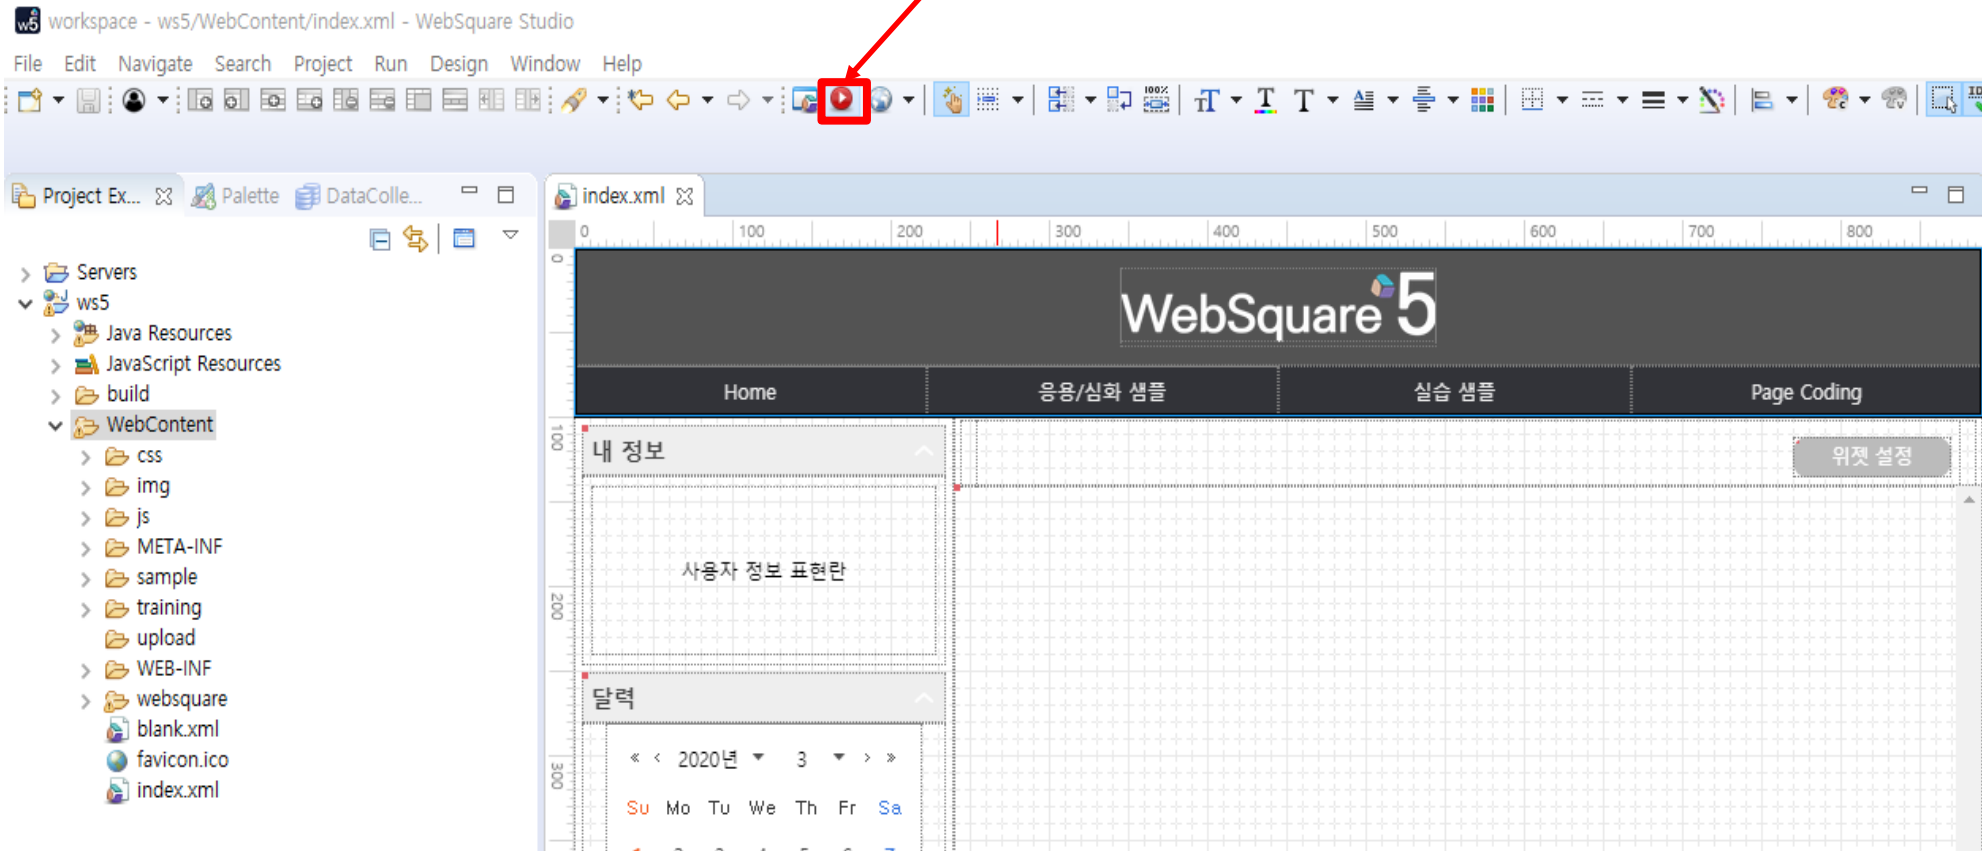 workspace - ws5/WebContent/index.xml - WebSquare Studio
File Edit Navigate Search Project Run Design Window Help
100%
T T T
Project Ex... Palette DataColle...
index.xml
0 100 200 300 400 500 600 700 800
Servers
ws5
Java Resources
JavaScript Resources
build
WebContent
css
img
js
META-INF
sample
training
upload
WEB-INF
websquare
blank.xml
favicon.ico
index.xml
0
100
200
300
WebSquare 5
Home 응용/심화 샘플 실습 샘플 Page Coding
내 정보
위젯 설정
사용자 정보 표현란
달력
« < 2020년 3 > »
Su Mo Tu We Th Fr Sa